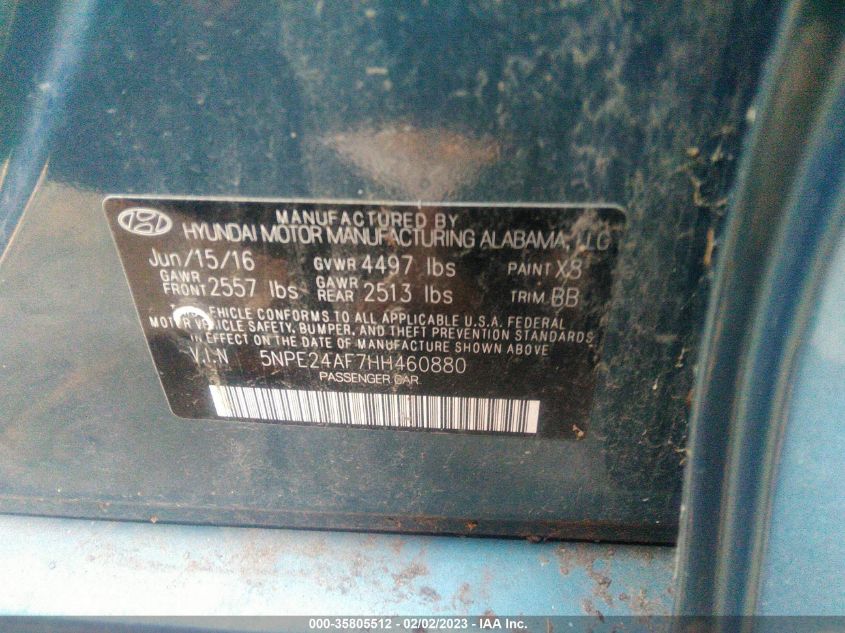 MANUFACTURED BY
HYUNDAI MOTOR MANUFACTURING ALABAMA, LLC
Jun/15/16 GVWR 4497 lbs PAINT X8
GAWR FRONT 2557 lbs GAWR REAR 2513 lbs TRIM BB
VEHICLE CONFORMS TO ALL APPLICABLE U.S.A. FEDERAL
MOTOR VEHICLE SAFETY, BUMPER, AND THEFT PREVENTION STANDARDS
IN EFFECT ON THE DATE OF MANUFACTURE SHOWN ABOVE
V.I.N 5NPE24AF7HH460880
PASSENGER CAR
000-35805512 - 02/02/2023 - IAA Inc.